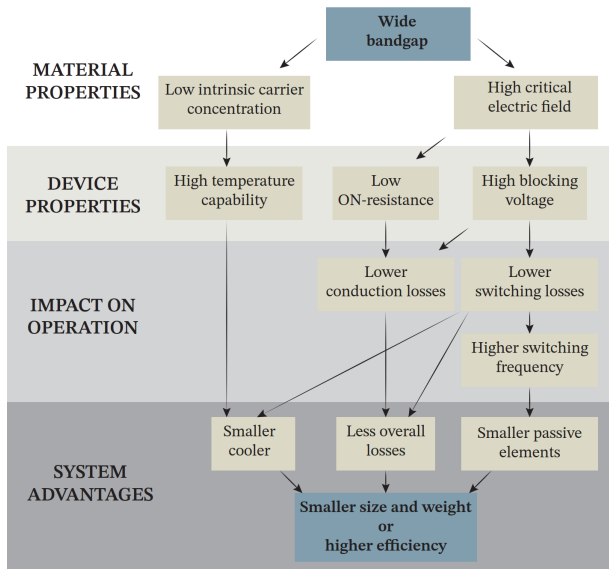 Wide
bandgap
MATERIAL
PROPERTIES
Low intrinsic carrier
concentration
High critical
electric field
DEVICE
PROPERTIES
High temperature
capability
Low
ON-resistance
High blocking
voltage
IMPACT ON
OPERATION
Lower
conduction losses
Lower
switching losses
Higher switching
frequency
SYSTEM
ADVANTAGES
Smaller
cooler
Less overall
losses
Smaller passive
elements
Smaller size and weight
or
higher efficiency